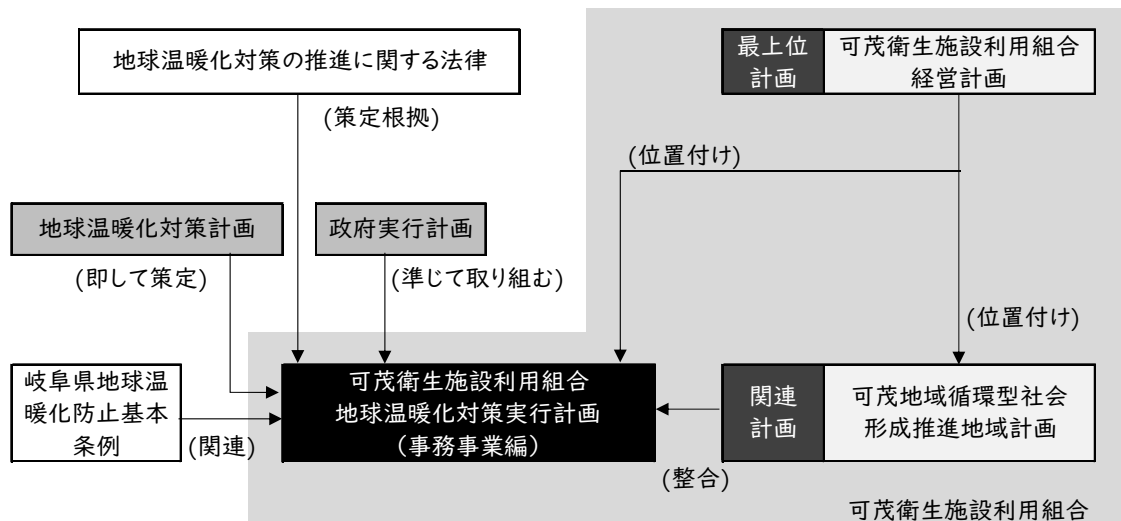 地球温暖化対策の推進に関する法律
最上位
計画
可茂衛生施設利用組合
経営計画
(策定根拠)
(位置付け)
地球温暖化対策計画
政府実行計画
(即して策定)
(準じて取り組む)
(位置付け)
岐阜県地球温
暖化防止基本
条例
(関連)
可茂衛生施設利用組合
地球温暖化対策実行計画
(事務事業編)
関連
計画
可茂地域循環型社会
形成推進地域計画
(整合)
可茂衛生施設利用組合